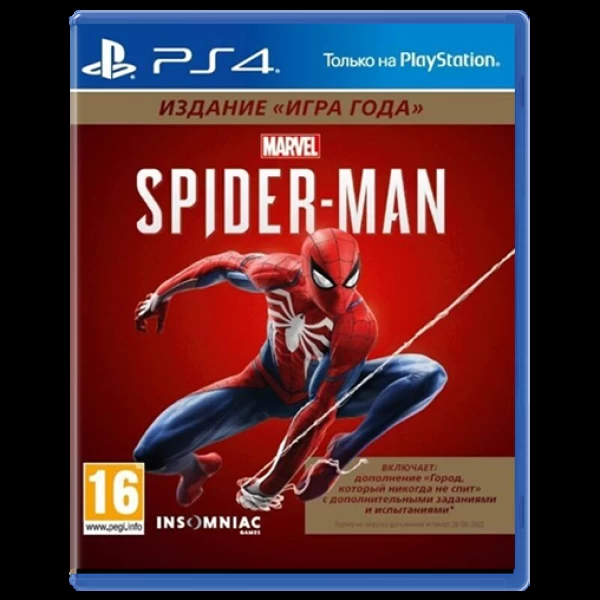 PS4
Только на PlayStation.
ИЗДАНИЕ «ИГРА ГОДА»
MARVEL
SPIDER-MAN
ВКЛЮЧАЕТ:
дополнение «Город,
который никогда не спит»
с дополнительными заданиями
и испытаниями*
16
www.pegi.info
INSOMNIAC
GAMES